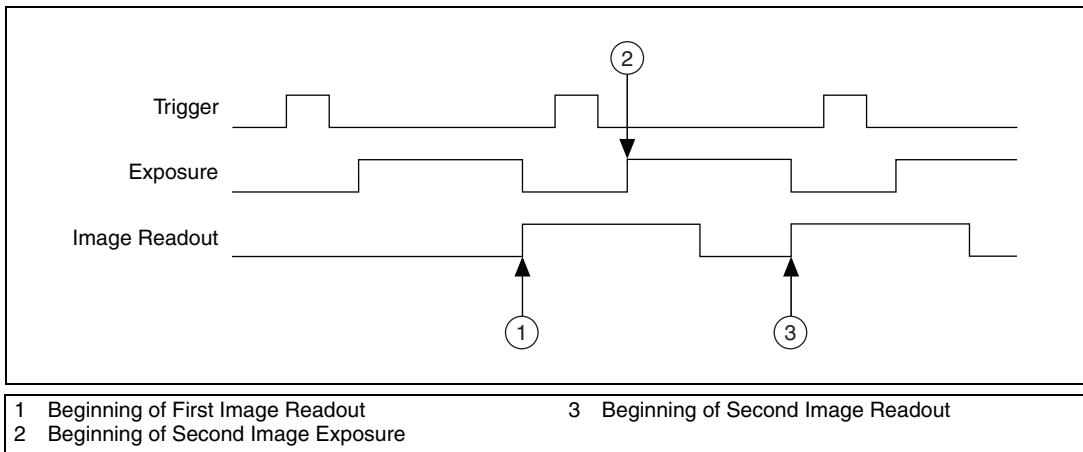 2
Trigger
Exposure
Image Readout
1
3
1 Beginning of First Image Readout
2 Beginning of Second Image Exposure
3 Beginning of Second Image Readout